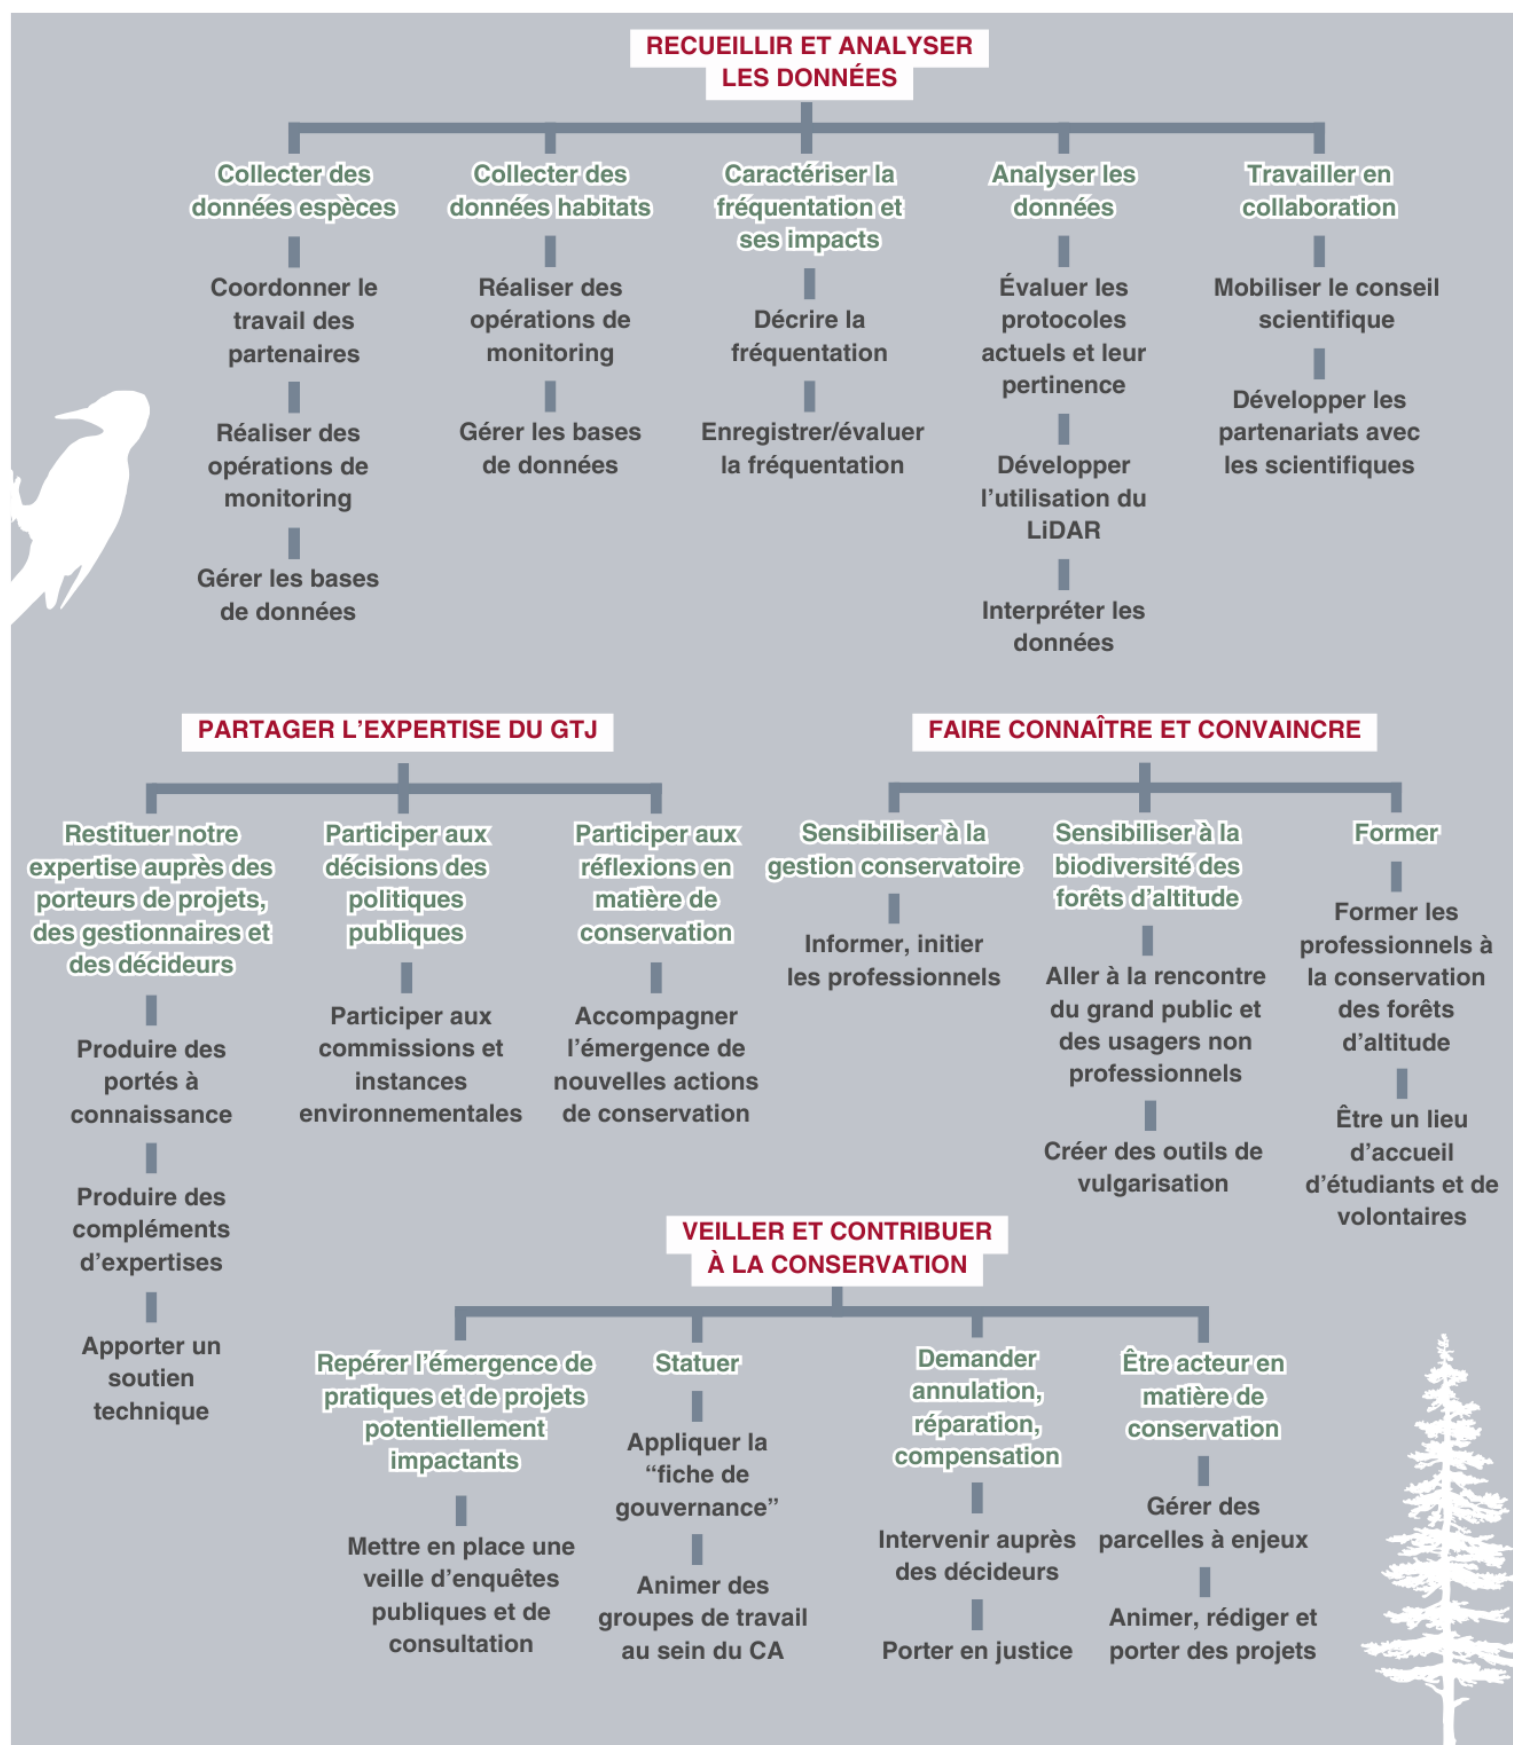 RECUEILLIR ET ANALYSER
LES DONNÉES
Collecter des
données espèces
Coordonner le
travail des
partenaires
Réaliser des
opérations de
monitoring
Gérer les bases
de données
Collecter des
données habitats
Réaliser des
opérations de
monitoring
Gérer les bases
de données
Caractériser la
fréquentation et
ses impacts
Décrire la
fréquentation
Enregistrer/évaluer
la fréquentation
Analyser les
données
Évaluer les
protocoles
actuels et leur
pertinence
Développer
l’utilisation du
LiDAR
Interpréter les
données
Travailler en
collaboration
Mobiliser le conseil
scientifique
Développer les
partenariats avec
les scientifiques
PARTAGER L’EXPERTISE DU GTJ
Restituer notre
expertise auprès des
porteurs de projets,
des gestionnaires et
des décideurs
Produire des
portés à
connaissance
Produire des
compléments
d’expertises
Apporter un
soutien
technique
Participer aux
décisions des
politiques
publiques
Participer aux
commissions et
instances
environnementales
Participer aux
réflexions en
matière de
conservation
Accompagner
l’émergence de
nouvelles actions
de conservation
FAIRE CONNAÎTRE ET CONVAINCRE
Sensibiliser à la
gestion conservatoire
Informer, initier
les professionnels
Sensibiliser à la
biodiversité des
forêts d’altitude
Aller à la rencontre
du grand public et
des usagers non
professionnels
Créer des outils de
vulgarisation
Former
Former les
professionnels à
la conservation
des forêts
d’altitude
Être un lieu
d’accueil
d’étudiants et de
volontaires
VEILLER ET CONTRIBUER
À LA CONSERVATION
Repérer l’émergence de
pratiques et de projets
potentiellement
impactants
Mettre en place une
veille d’enquêtes
publiques et de
consultation
Statuer
Appliquer la
“fiche de
gouvernance”
Animer des
groupes de travail
au sein du CA
Demander
annulation,
réparation,
compensation
Intervenir auprès
des décideurs
Porter en justice
Être acteur en
matière de
conservation
Gérer des
parcelles à enjeux
Animer, rédiger et
porter des projets